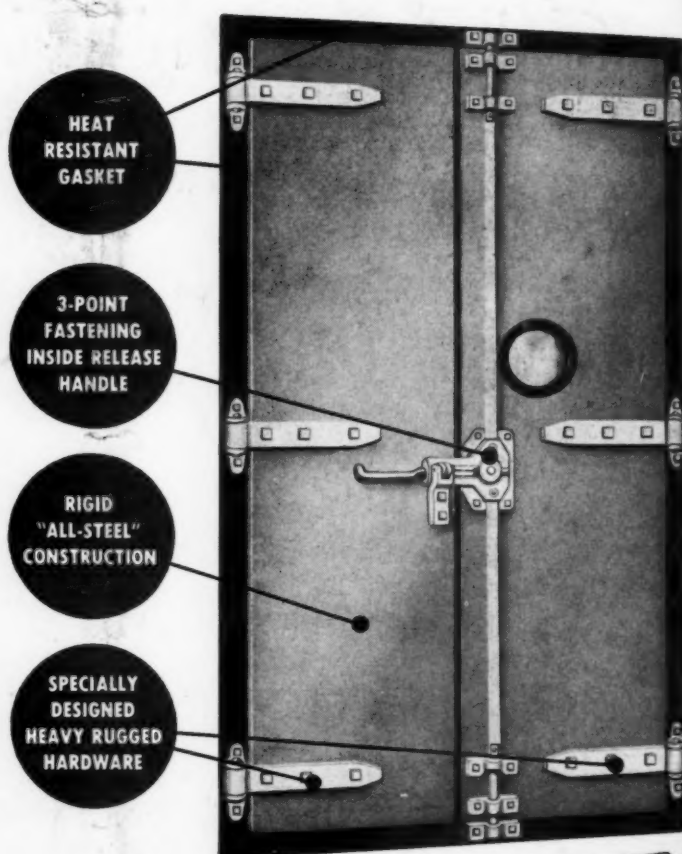 HEAT
RESISTANT
GASKET
3-POINT
FASTENING
INSIDE RELEASE
HANDLE
RIGID
"ALL-STEEL"
CONSTRUCTION
SPECIALLY
DESIGNED
HEAVY RUGGED
HARDWARE